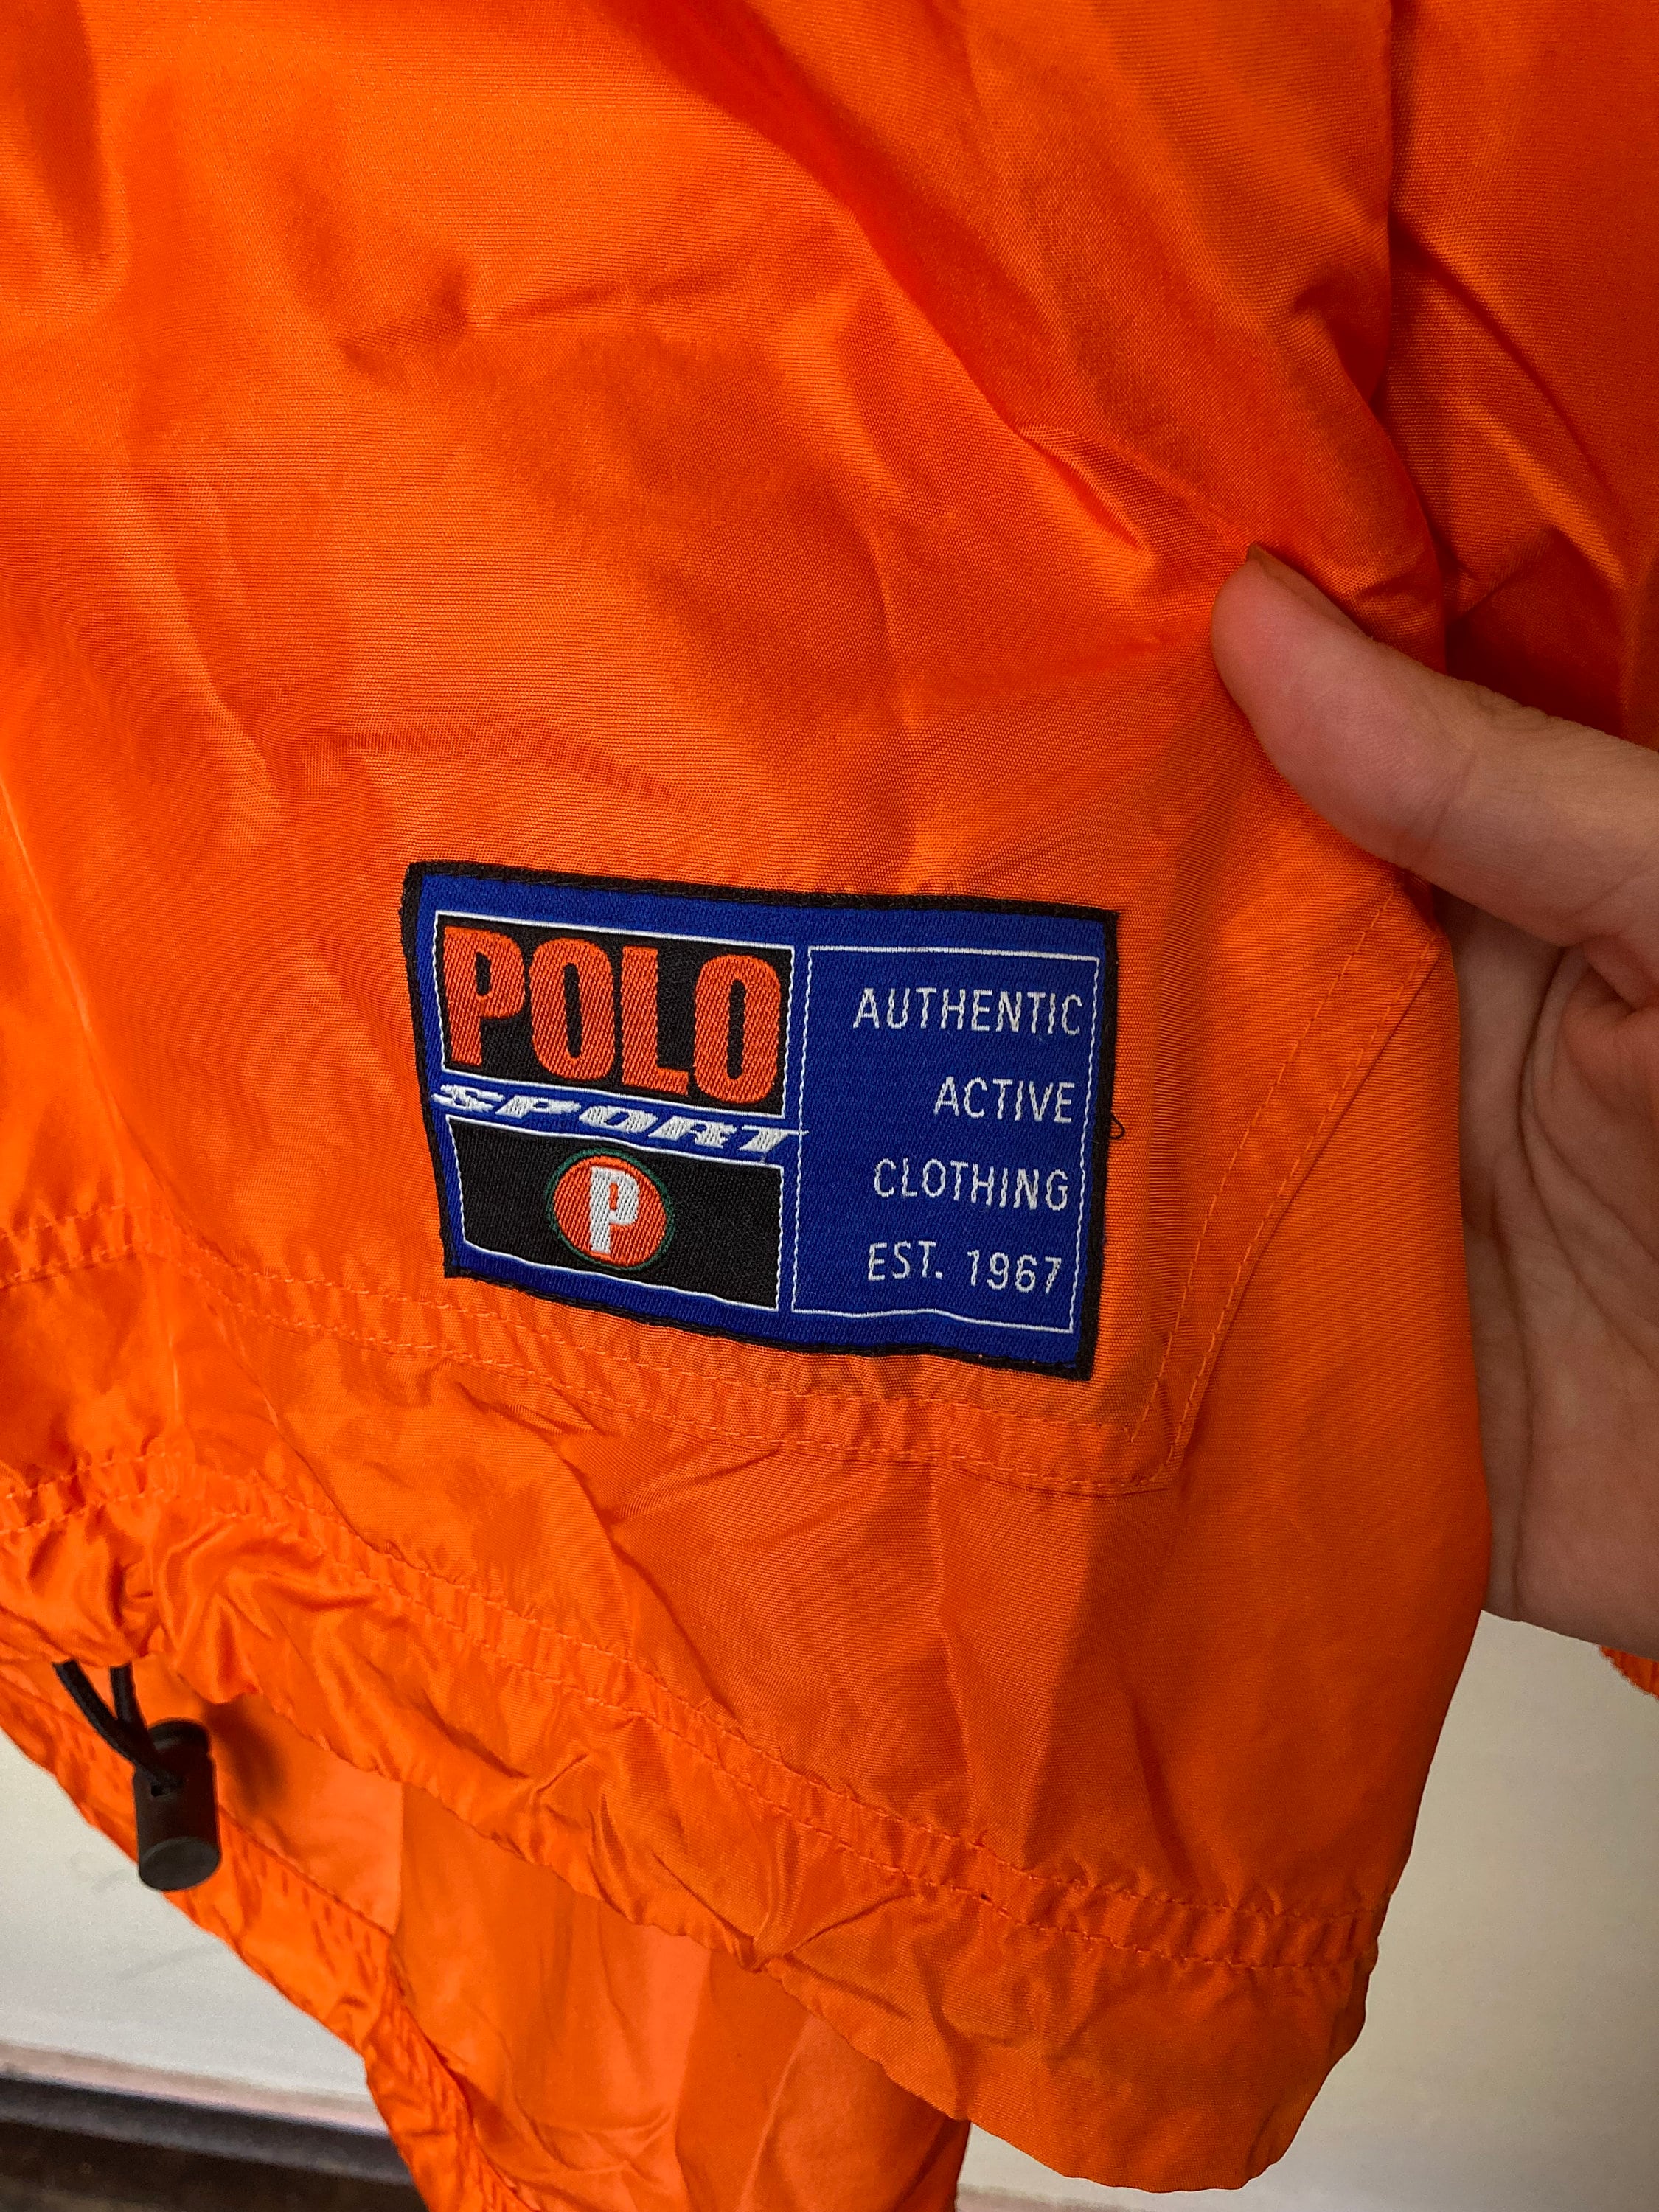 POLO
SPORT
P
AUTHENTIC
ACTIVE
CLOTHING
EST. 1967